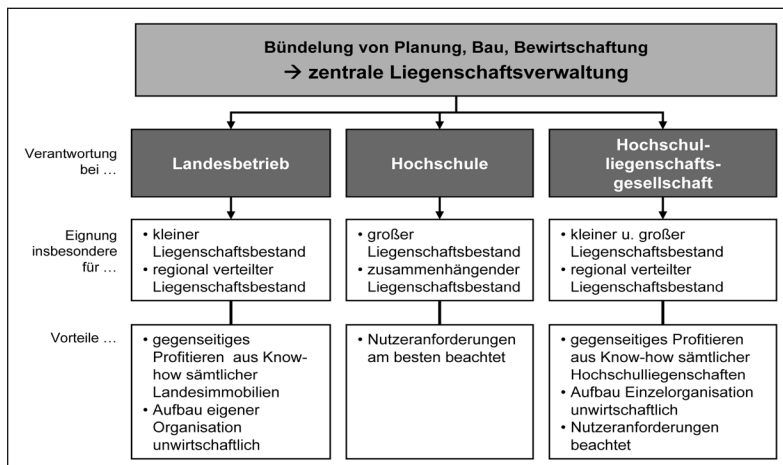 Bündelung von Planung, Bau, Bewirtschaftung
→ zentrale Liegenschaftsverwaltung
Verantwortung
bei …
Landesbetrieb
Hochschule
Hochschul-
liegenschafts-
gesellschaft
Eignung
insbesondere
für …
• kleiner
Liegenschaftsbestand
• regional verteilter
Liegenschaftsbestand
• großer
Liegenschaftsbestand
• zusammenhängender
Liegenschaftsbestand
• kleiner u. großer
Liegenschaftsbestand
• regional verteilter
Liegenschaftsbestand
Vorteile …
• gegenseitiges
Profitieren aus Know-
how sämtlicher
Landesimmobilien
• Aufbau eigener
Organisation
unwirtschaftlich
• Nutzeranforderungen
am besten beachtet
• gegenseitiges Profitieren
aus Know-how sämtlicher
Hochschulliegenschaften
• Aufbau Einzelorganisation
unwirtschaftlich
• Nutzeranforderungen
beachtet